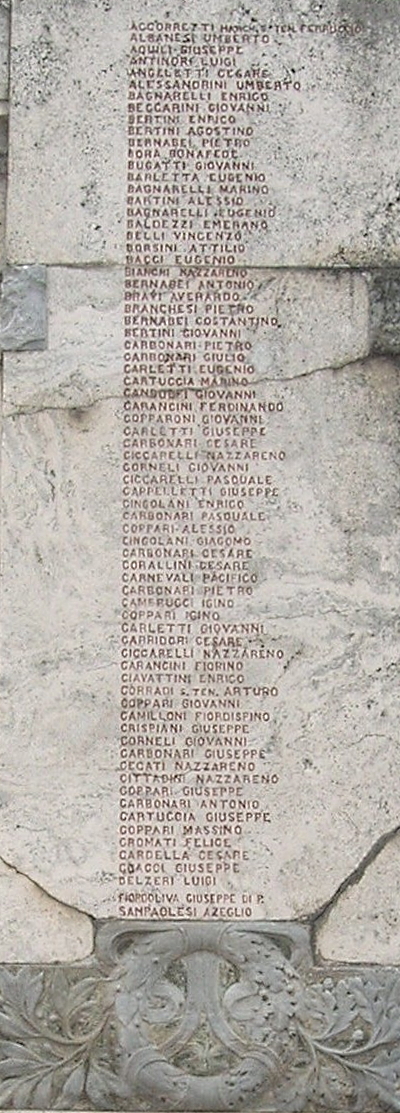 ACCORRETTI MARCH. S. TEN. FERRUCCIO
ALBANESI UMBERTO
AQUILI GIUSEPPE
ANTINORI LUIGI
ANGELETTI CESARE
ALESSANDRINI UMBERTO
BAGNARELLI ENRICO
BECCARINI GIOVANNI
BERTINI ENRICO
BERTINI AGOSTINO
BERNABEI PIETRO
BORA BONAFEDE
BUGATTI GIOVANNI
BARLETTA EUGENIO
BAGNARELLI MARINO
BARTINI ALESSIO
BAGNARELLI EUGENIO
BALDEZZI EMERANO
BELLI VINCENZO
BORSINI ATTILIO
BACCI EUGENIO
BIANCHI NAZZARENO
BERNABEI ANTONIO
BRAVI AVERARDO
BRANCHESI PIETRO
BERNABEI COSTANTINO
BERTINI GIOVANNI
CARBONARI PIETRO
CARBONARI GIULIO
CARLETTI EUGENIO
CARTUCCIA MARINO
CANDOLFI GIOVANNI
CARANCINI FERDINANDO
COPPARONI GIOVANNI
CARLETTI GIUSEPPE
CARBONARI CESARE
CICCARELLI NAZZARENO
CORNELI GIOVANNI
CICCARELLI PASQUALE
CAPPELLETTI GIUSEPPE
CINGOLANI ENRICO
CARBONARI PASQUALE
COPPARI ALESSIO
CINGOLANI GIACOMO
CARBONARI CESARE
CORALLINI CESARE
CARNEVALI PACIFICO
CARBONARI PIETRO
CAMERUCCI IGINO
COPPARI IGINO
CARLETTI GIOVANNI
CARRIDORI CESARE
CICCARELLI NAZZARENO
CARANCINI FIORINO
CIAVATTINI ENRICO
CORRADI S. TEN. ARTURO
COPPARI GIOVANNI
CAMILLONI FIORDISPINO
CRISPIANI GIUSEPPE
CORNELI GIOVANNI
CARBONARI GIUSEPPE
CECATI NAZZARENO
CITTADINI NAZZARENO
COPPARI GIUSEPPE
CARBONARI ANTONIO
CARTUCCIA GIUSEPPE
COPPARI MASSINO
CROMATI FELICE
CARDELLA CESARE
COACCI GIUSEPPE
DELZERI LUIGI
FIORDOLIVA GIUSEPPE DI P.
SANPAOLESI AZEGLIO